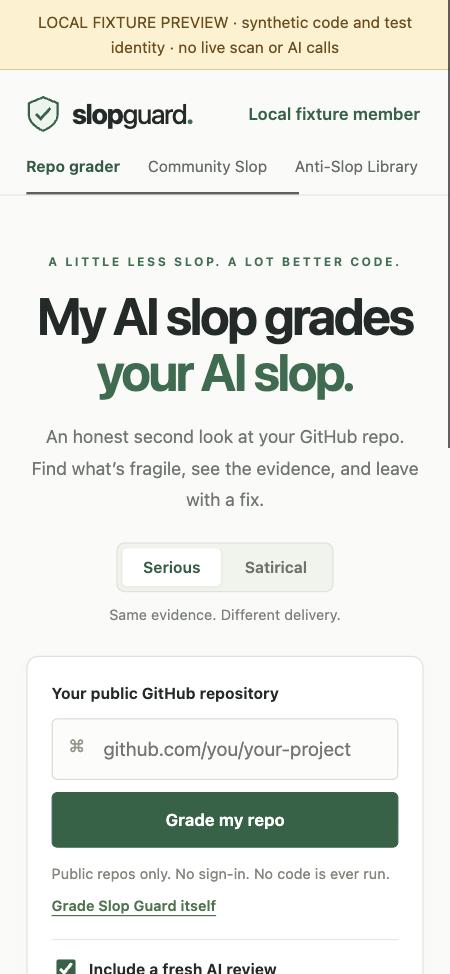 LOCAL FIXTURE PREVIEW · synthetic code and test
identity · no live scan or AI calls
slopguard.
Local fixture member
Repo grader
Community Slop
Anti-Slop Library
A LITTLE LESS SLOP. A LOT BETTER CODE.
My AI slop grades
your AI slop.
An honest second look at your GitHub repo.
Find what’s fragile, see the evidence, and leave
with a fix.
Serious
Satirical
Same evidence. Different delivery.
Your public GitHub repository
⌘ github.com/you/your-project
Grade my repo
Public repos only. No sign-in. No code is ever run.
Grade Slop Guard itself
Include a fresh AI review